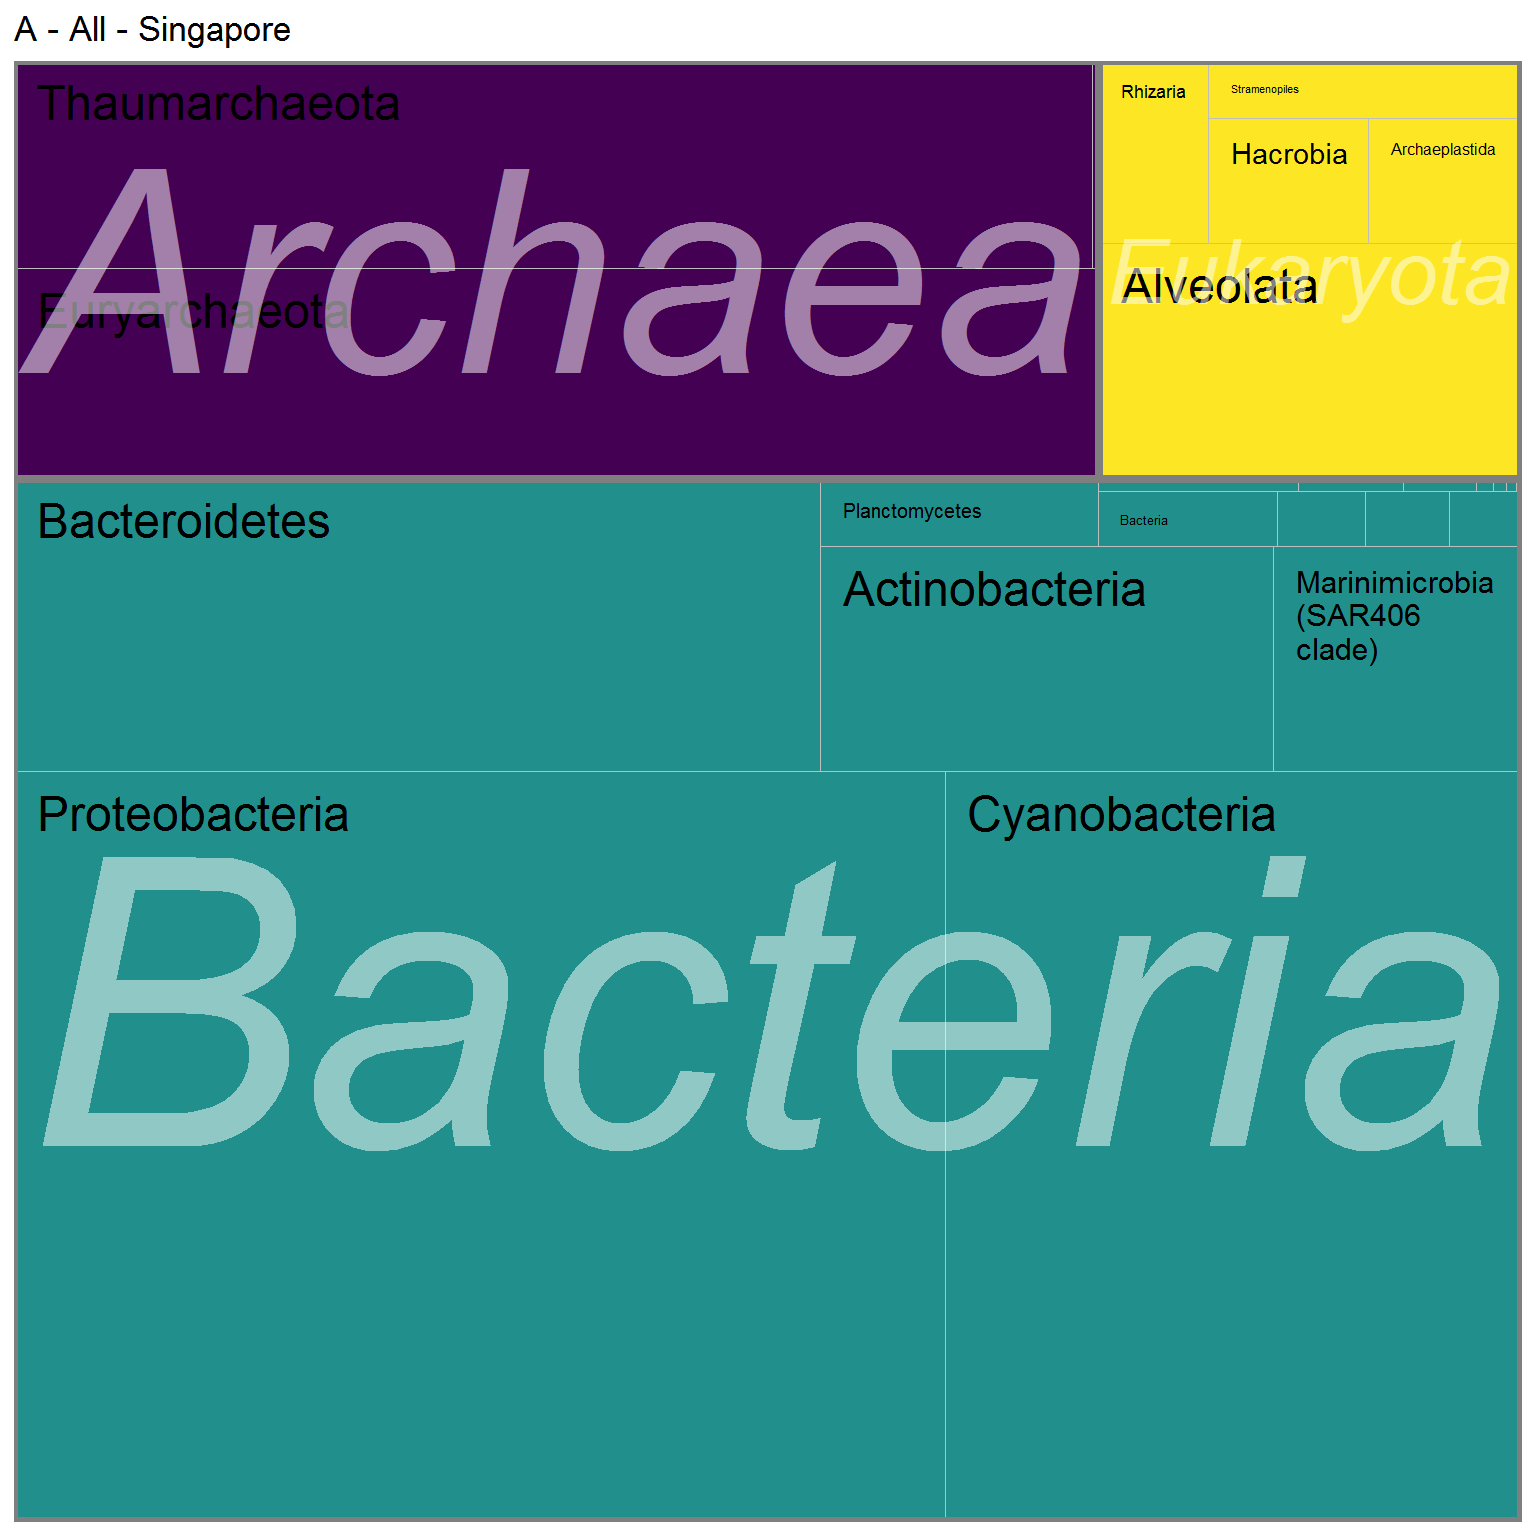 A - All - Singapore
Thaumarchaeota
Archaea
Euryarchaeota
Rhizaria
Stramenopiles
Hacrobia
Archaeplastida
Eukaryota
Alveolata
Bacteroidetes
Planctomycetes
Bacteria
Actinobacteria
Marinimicrobia
(SAR406
clade)
Proteobacteria
Cyanobacteria
Bacteria